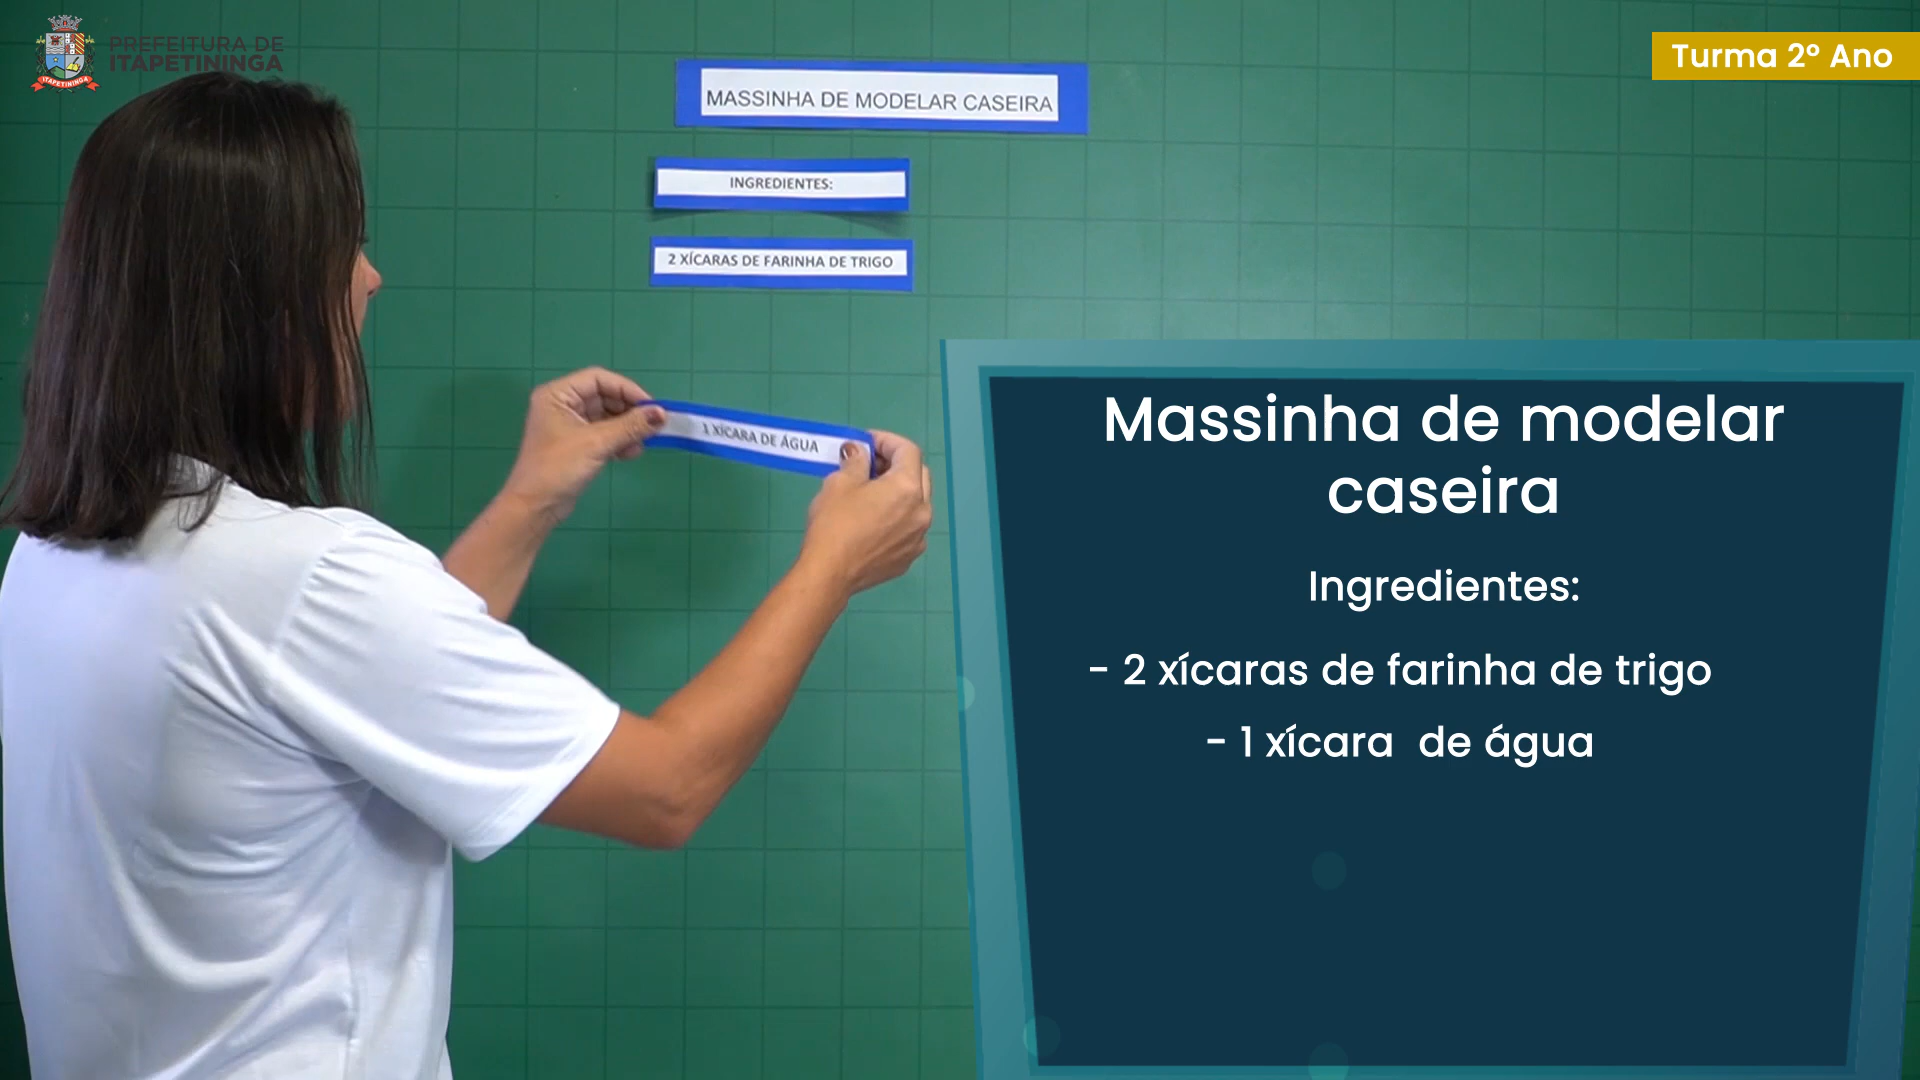 PREFEITURA DE
ITAPETININGA
ITAPETININGA
Turma 2º Ano
MASSINHA DE MODELAR CASEIRA
INGREDIENTES:
2 XÍCARAS DE FARINHA DE TRIGO
1 XÍCARA DE ÁGUA
Massinha de modelar
caseira
Ingredientes:
- 2 xícaras de farinha de trigo
- 1 xícara de água